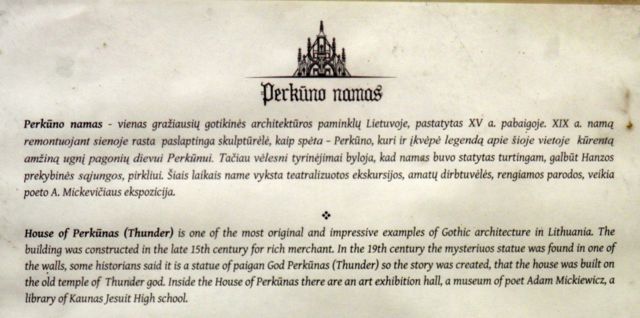 Perkūno namas
Perkūno namas - vienas gražiausių gotikinės architektūros paminklų Lietuvoje, pastatytas XV a. pabaigoje. XIX a. namą
remontuojant sienoje rasta paslaptinga skulptūrėlė, kaip spėta – Perkūno, kuri ir įkvėpė legendą apie šioje vietoje kūrentą
amžiną ugnį pagonių dievui Perkūnui. Tačiau vėlesni tyrinėjimai byloja, kad namas buvo statytas turtingam, galbūt Hanzos
prekybinės sąjungos, pirkliui. Šiais laikais name vyksta teatralizuotos ekskursijos, amatų dirbtuvėlės, rengiamos parodos, veikia
poeto A. Mickevičiaus ekspozicija.
House of Perkūnas (Thunder) is one of the most original and impressive examples of Gothic architecture in Lithuania. The
building was constructed in the late 15th century for rich merchant. In the 19th century the mysteriuos statue was found in one of
the walls, some historians said it is a statue of paigan God Perkūnas (Thunder) so the story was created, that the house was built on
the old temple of Thunder god. Inside the House of Perkūnas there are an art exhibition hall, a museum of poet Adam Mickiewicz, a
library of Kaunas Jesuit High school.